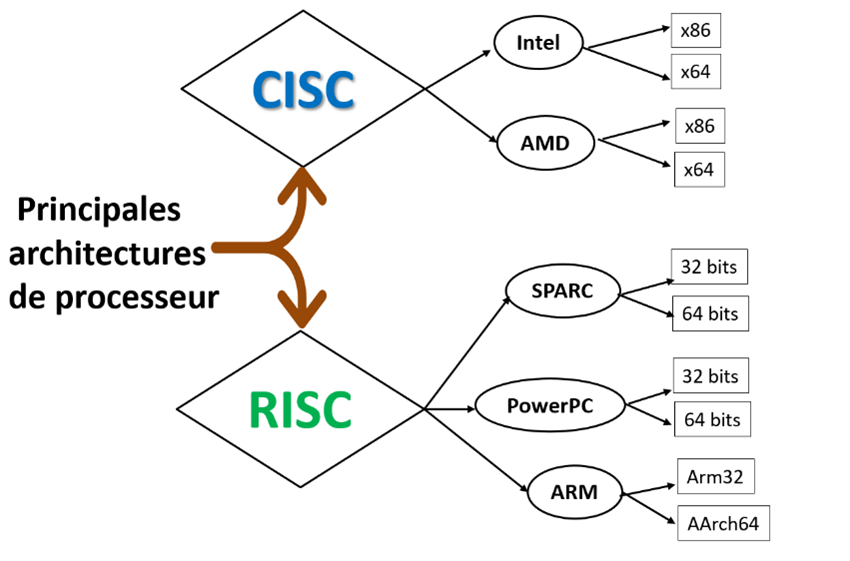 Principales
architectures
de processeur
CISC
Intel
x86
x64
AMD
x86
x64
RISC
SPARC
32 bits
64 bits
PowerPC
32 bits
64 bits
ARM
Arm32
AArch64